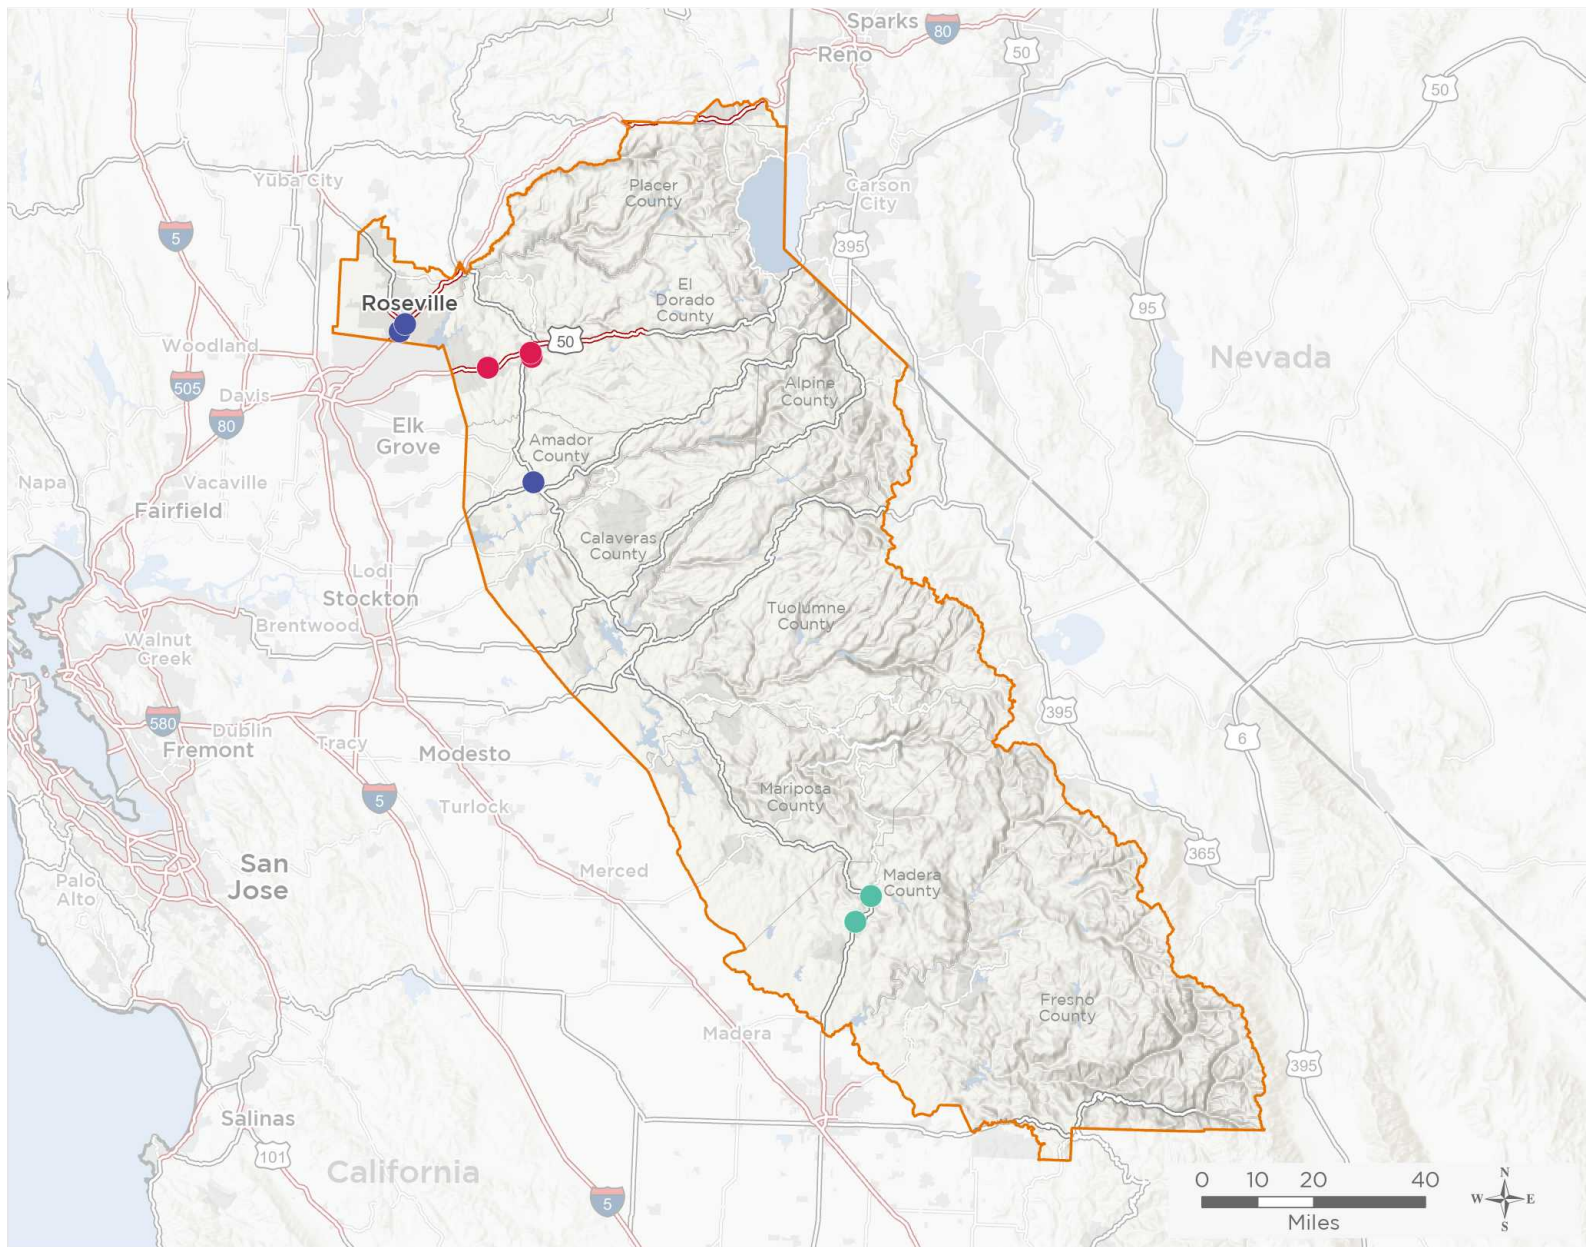 Sparks
80
Reno
50
50
Yuba City
Placer
County
Carson
City
5
395
El
Dorado
County
Roseville
95
Woodland
50
Nevada
505
Davis
Alpine
County
80
Elk
Grove
Amador
County
Napa
Vacaville
Fairfield
Calaveras
County
Lodi
Stockton
Tuolumne
County
Brentwood
Walnut
Creek
395
580
Dublin
Fremont
Tracy
6
Modesto
5
Mariposa
County
Turlock
365
San
Jose
Palo
Alto
Merced
Madera
County
Fresno
County
Madera
395
Salinas
101
California
5
0 10 20 40
Miles
N
W E
S